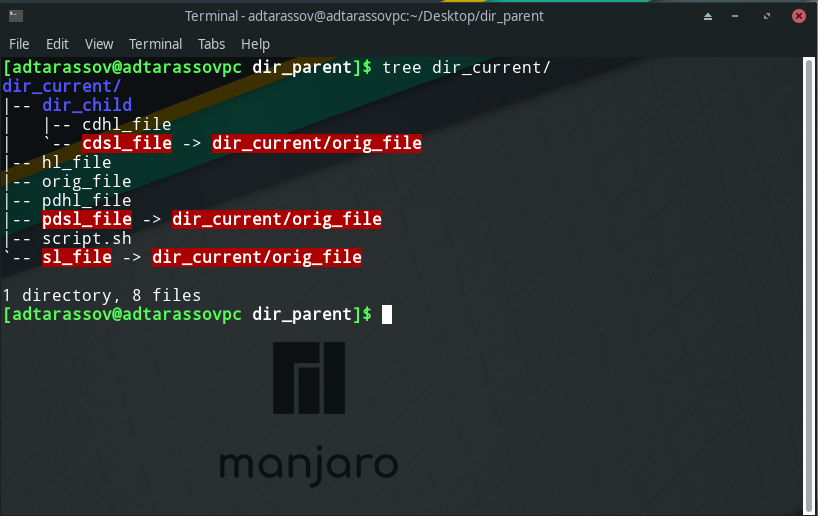 Terminal - adtarassov@adtarassovpc:~/Desktop/dir_parent
File Edit View Terminal Tabs Help
[adtarassov@adtarassovpc dir_parent]$ tree dir_current/
dir_current/
|-- dir_child
|   |-- cdhl_file
|   `-- cdsl_file -> dir_current/orig_file
|-- hl_file
|-- orig_file
|-- pdhl_file
|-- pdsl_file -> dir_current/orig_file
|-- script.sh
`-- sl_file -> dir_current/orig_file

1 directory, 8 files
[adtarassov@adtarassovpc dir_parent]$
manjaro